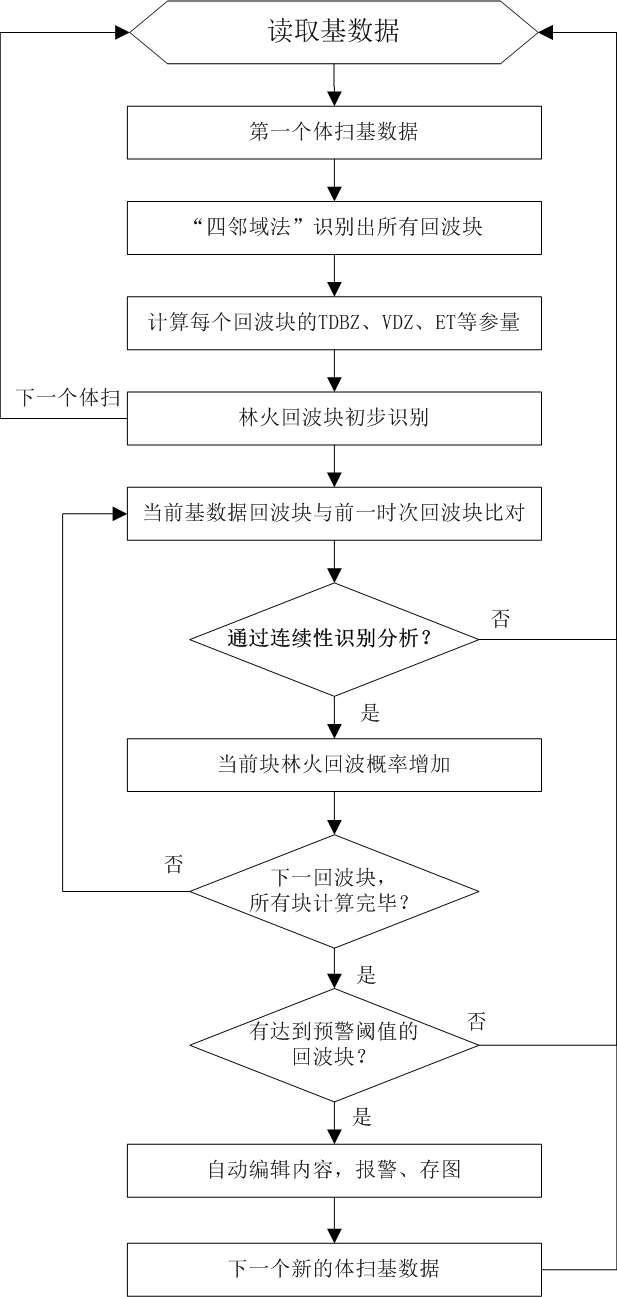 读取基数据
第一个体扫基数据
“四邻域法”识别出所有回波块
计算每个回波块的TDBZ、VDZ、ET等参量
下一个体扫
林火回波块初步识别
当前基数据回波块与前一时次回波块比对
通过连续性识别分析？
否
是
当前块林火回波概率增加
否
下一回波块，
所有块计算完毕？
是
有达到预警阈值的
回波块？
否
是
自动编辑内容，报警、存图
下一个新的体扫基数据